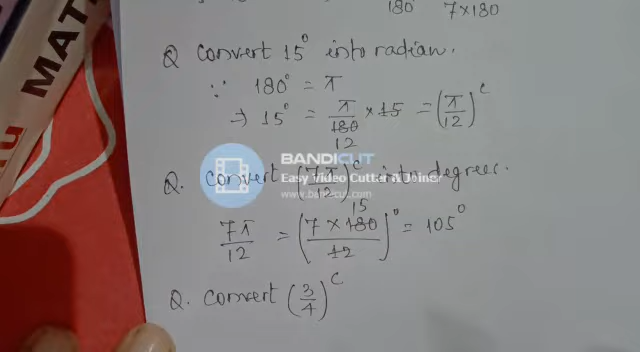 180° 7×180
MAT
Q convert 15° into radian.
∵ 180° = π
→ 15° = π/180 × 15 = (π/12)ᶜ
12
BANDICUT
Q. convert (7π/12)ᶜ into degree.
Easy Video Cutter & Joiner
www.bandicut.com
15
7π/12 = (7 × 180/12)° = 105°
Q. convert (3/4)ᶜ